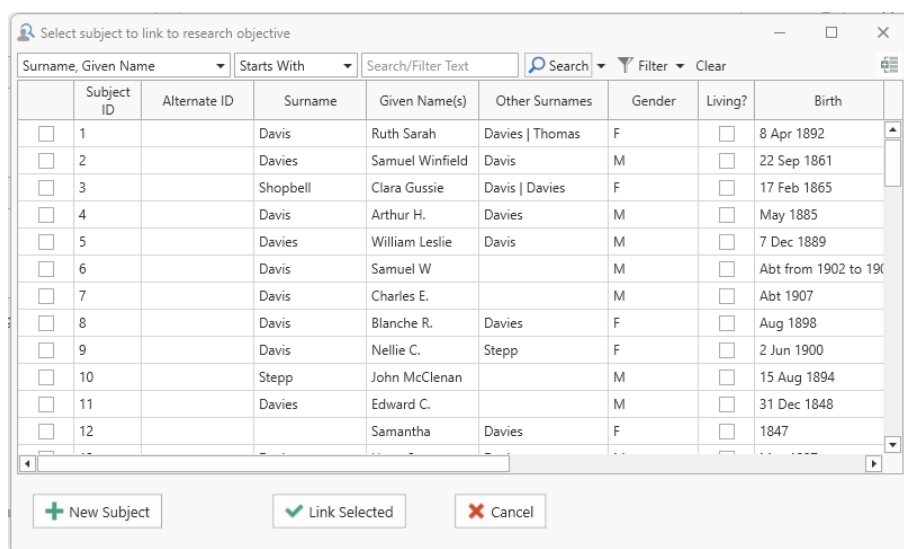 Select subject to link to research objective
Surname, Given Name Starts With Search/Filter Text Search Filter Clear
Subject ID Alternate ID Surname Given Name(s) Other Surnames Gender Living? Birth
1 Davis Ruth Sarah Davies | Thomas F 8 Apr 1892
2 Davies Samuel Winfield Davis M 22 Sep 1861
3 Shopbell Clara Gussie Davis | Davies F 17 Feb 1865
4 Davis Arthur H. Davies M May 1885
5 Davies William Leslie Davis M 7 Dec 1889
6 Davis Samuel W M Abt from 1902 to 190
7 Davis Charles E. M Abt 1907
8 Davis Blanche R. Davies F Aug 1898
9 Davis Nellie C. Stepp F 2 Jun 1900
10 Stepp John McClenan M 15 Aug 1894
11 Davies Edward C. M 31 Dec 1848
12 Samantha Davies F 1847
New Subject Link Selected Cancel